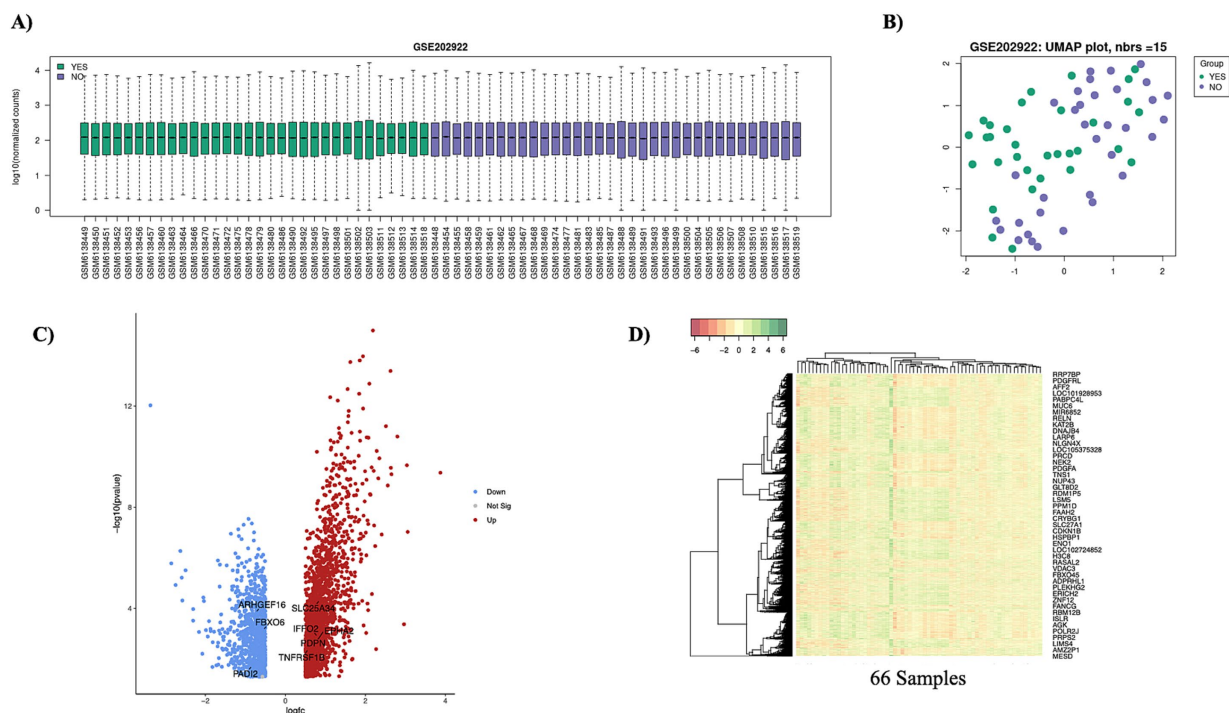 A)
GSE202922
YES
NO
log10(normalized counts)
4
3
2
1
0
GSM6138449
GSM6138450
GSM6138451
GSM6138452
GSM6138453
GSM6138456
GSM6138457
GSM6138460
GSM6138463
GSM6138464
GSM6138466
GSM6138470
GSM6138471
GSM6138472
GSM6138475
GSM6138478
GSM6138479
GSM6138480
GSM6138486
GSM6138490
GSM6138492
GSM6138495
GSM6138497
GSM6138498
GSM6138501
GSM6138502
GSM6138503
GSM6138511
GSM6138512
GSM6138513
GSM6138514
GSM6138518
GSM6138448
GSM6138454
GSM6138455
GSM6138458
GSM6138459
GSM6138461
GSM6138462
GSM6138465
GSM6138467
GSM6138468
GSM6138469
GSM6138474
GSM6138477
GSM6138481
GSM6138483
GSM6138485
GSM6138487
GSM6138488
GSM6138489
GSM6138491
GSM6138493
GSM6138496
GSM6138499
GSM6138500
GSM6138504
GSM6138505
GSM6138506
GSM6138507
GSM6138508
GSM6138510
GSM6138515
GSM6138516
GSM6138517
GSM6138519
B)
GSE202922: UMAP plot, nbrs =15
Group
YES
NO
2
1
0
-1
-2
-2 -1 0 1 2
C)
-log10(pvalue)
12
8
4
ARHGEF16
FBXO6
PADI2
SLC25A34
IFFO2
EPHA2
PDPN
TNFRSF1B
-2 0 2 4
logfc
Down
Not Sig
Up
D)
-6 -4 -2 0 2 4 6
RRP7BP
PDGFRL
AFF2
LOC101928953
PABPC4L
MUC6
MIR6852
RELN
KAT2B
DNAJB4
LARP6
NLGN4X
LOC105375328
PRCD
NEK2
PDGFA
TNS1
NUP43
GLT8D2
RDM1P5
LSM5
PPM1D
FAAH2
CRYBG1
SLC27A1
CDKN1B
HSPBP1
ENO1
LOC102724852
H3C8
RASAL2
VDAC3
FBXO45
ADPRHL1
PLEKHG2
ERICH2
ZNF12
FANCG
RBM12B
ISLR
AGK
POLR2J
PRPS2
LIMS4
AMZ2P1
MESD
66 Samples